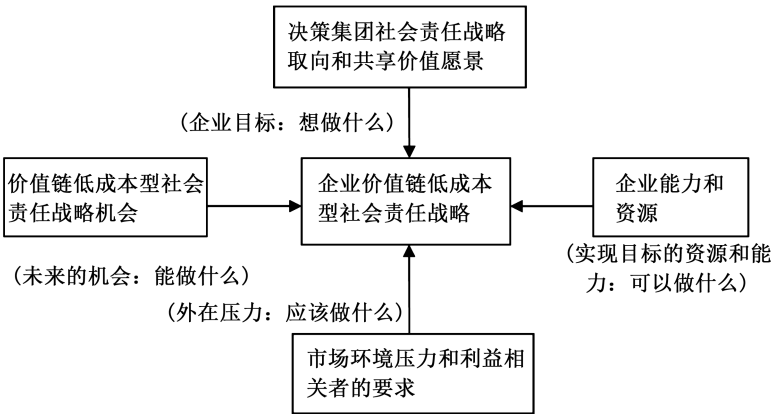 决策集团社会责任战略
取向和共享价值愿景
(企业目标：想做什么)
价值链低成本型社会
责任战略机会
企业价值链低成本
型社会责任战略
企业能力和
资源
(未来的机会：能做什么)
(实现目标的资源和能
力：可以做什么)
(外在压力：应该做什么)
市场环境压力和利益相
关者的要求